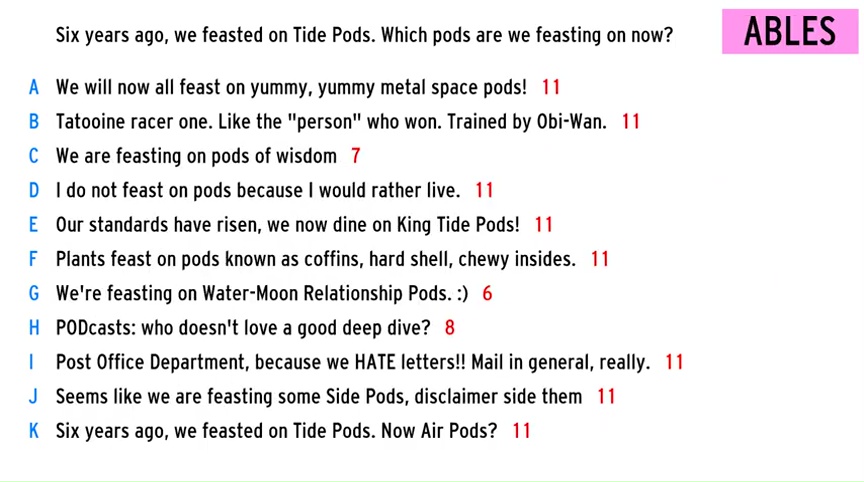 Six years ago, we feasted on Tide Pods. Which pods are we feasting on now?
ABLES
A We will now all feast on yummy, yummy metal space pods! 11
B Tatooine racer one. Like the "person" who won. Trained by Obi-Wan. 11
C We are feasting on pods of wisdom 7
D I do not feast on pods because I would rather live. 11
E Our standards have risen, we now dine on King Tide Pods! 11
F Plants feast on pods known as coffins, hard shell, chewy insides. 11
G We're feasting on Water-Moon Relationship Pods. :) 6
H PODcasts: who doesn't love a good deep dive? 8
I Post Office Department, because we HATE letters!! Mail in general, really. 11
J Seems like we are feasting some Side Pods, disclaimer side them 11
K Six years ago, we feasted on Tide Pods. Now Air Pods? 11